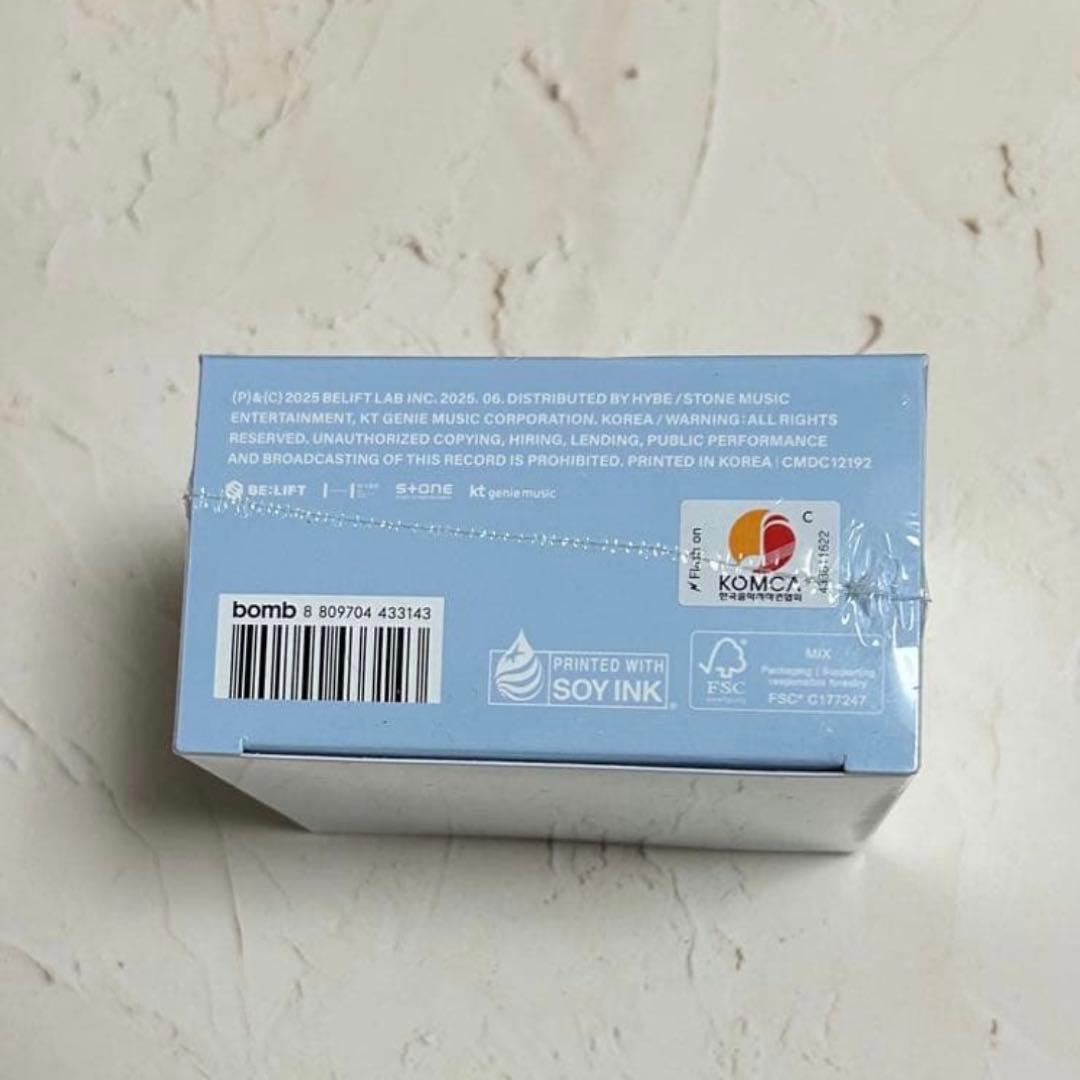 (P)&(C) 2025 BELIFT LAB INC. 2025. 06. DISTRIBUTED BY HYBE / STONE MUSIC
ENTERTAINMENT, KT GENIE MUSIC CORPORATION. KOREA / WARNING: ALL RIGHTS
RESERVED. UNAUTHORIZED COPYING, HIRING, LENDING, PUBLIC PERFORMANCE
AND BROADCASTING OF THIS RECORD IS PROHIBITED. PRINTED IN KOREA | CMDC12192
BE:LIFT
STONE
kt genie music
Flash on
C
KOMCA
한국음악저작권협회
bomb 8 809704 433143
PRINTED WITH
SOY INK
FSC
MIX
Packaging | Supporting
responsible forestry
FSC® C177247